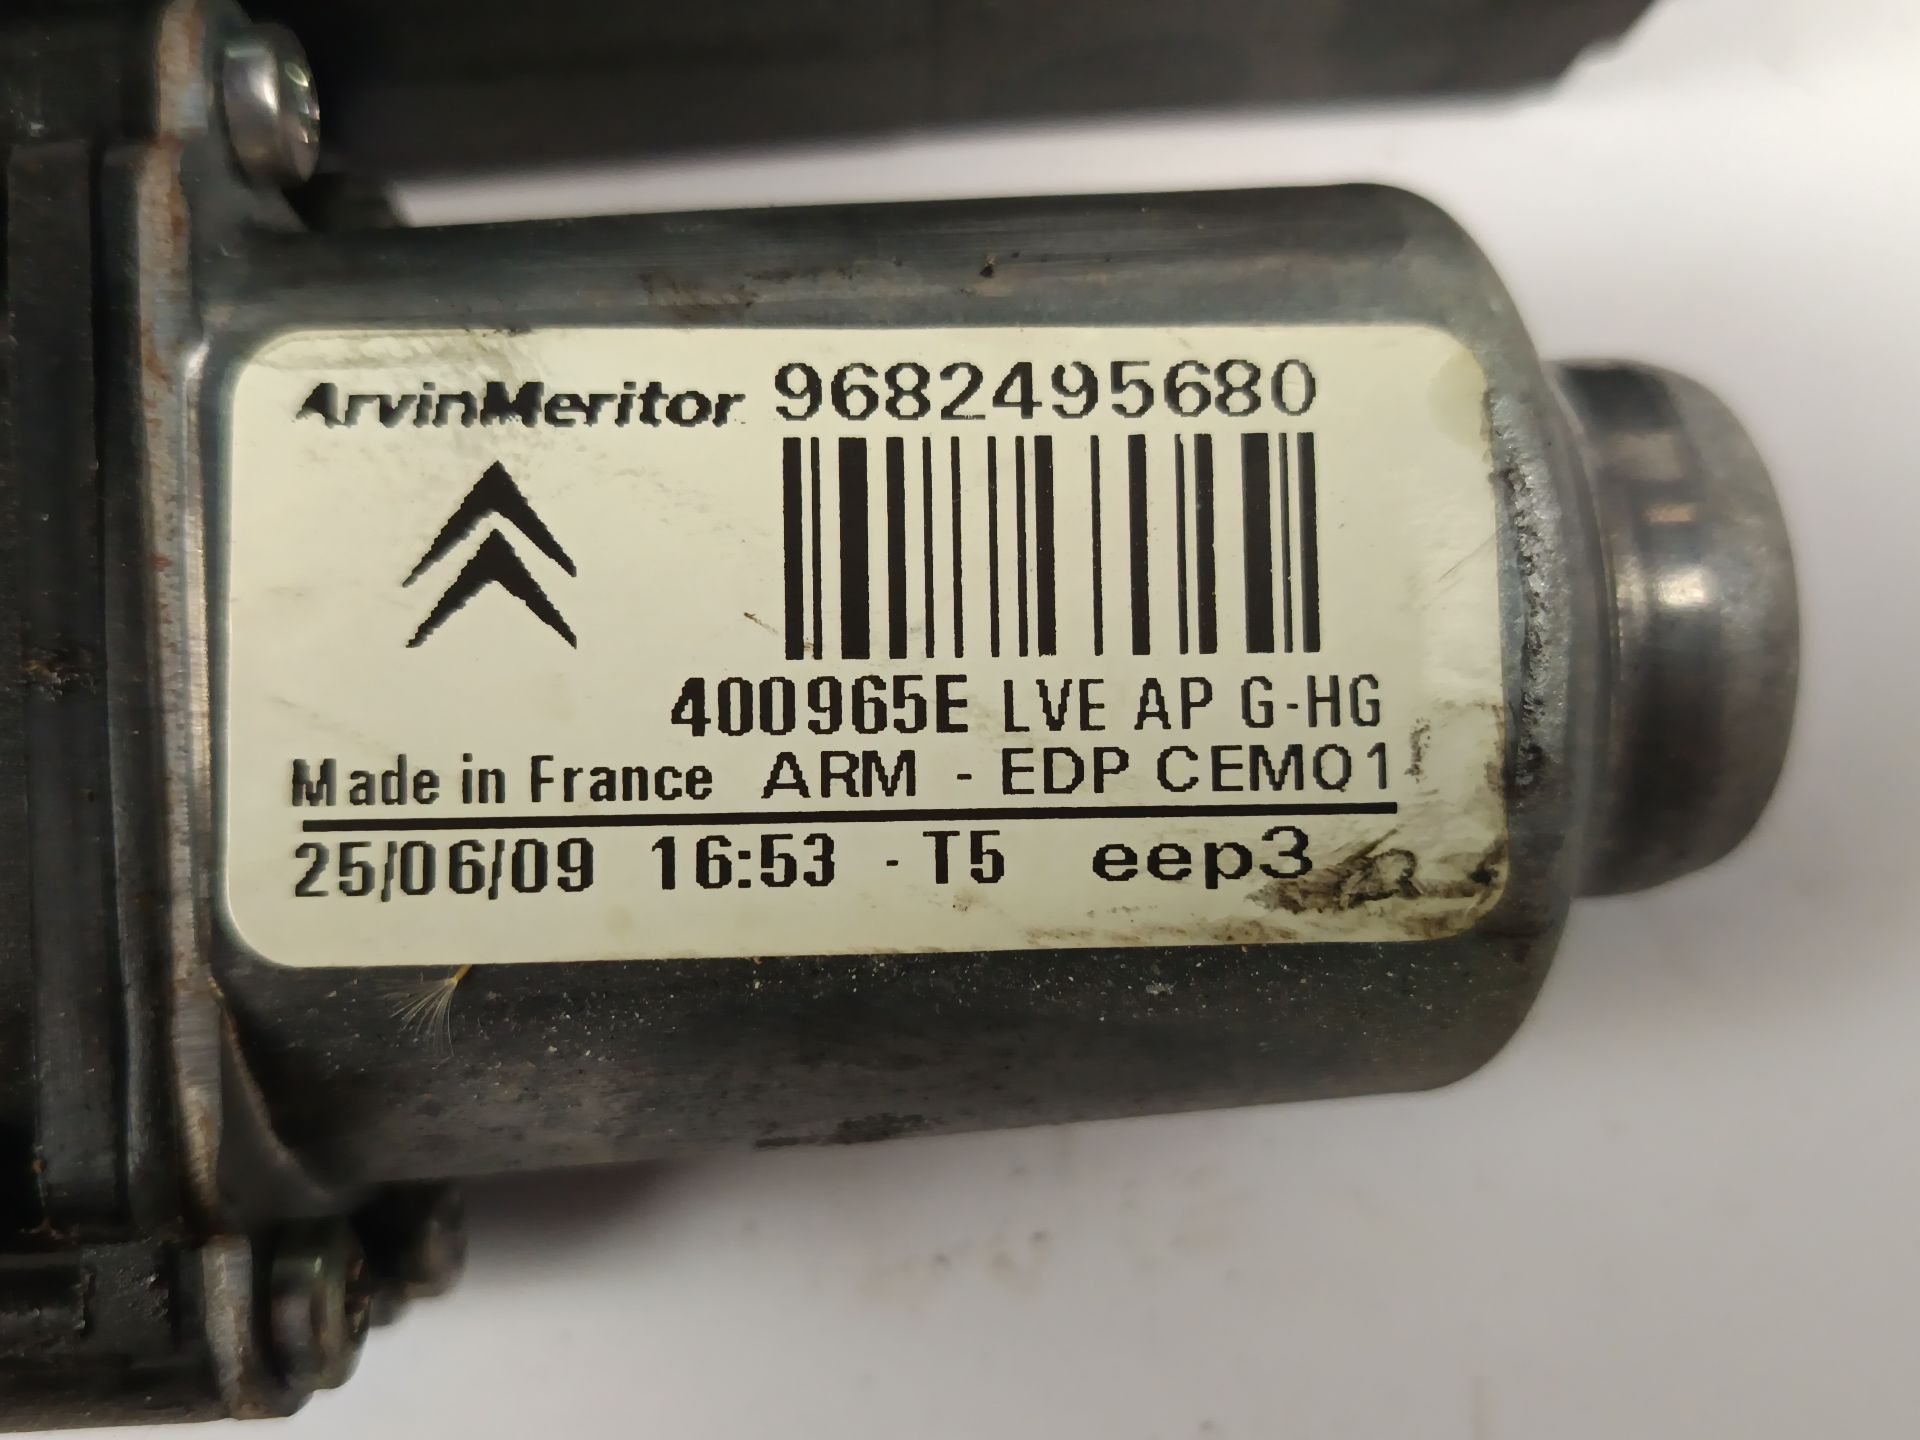 ArvinMeritor 9682495680
400965E LVE AP G-HG
Made in France ARM - EDP CEM01
25/06/09 16:53 -T5 eep3